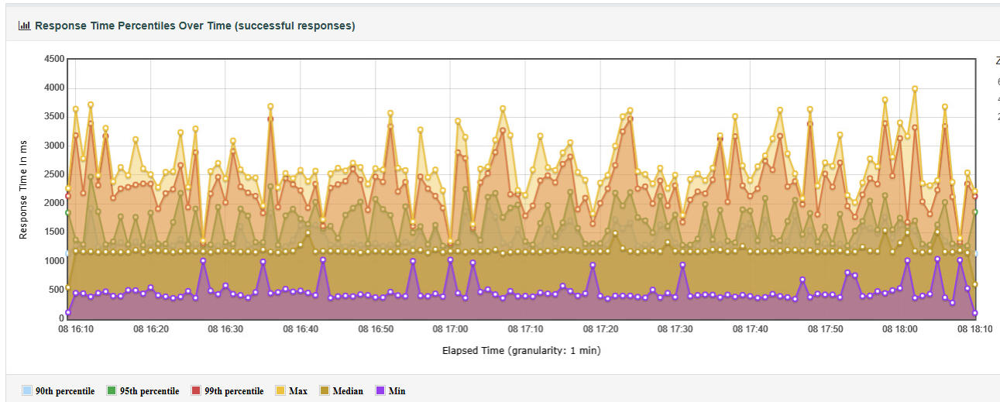 Response Time Percentiles Over Time (successful responses)
Response Time in ms
4500
4000
3500
3000
2500
2000
1500
1000
500
0
08 16:10 08 16:20 08 16:30 08 16:40 08 16:50 08 17:00 08 17:10 08 17:20 08 17:30 08 17:40 08 17:50 08 18:00 08 18:10
Elapsed Time (granularity: 1 min)
90th percentile 95th percentile 99th percentile Max Median Min